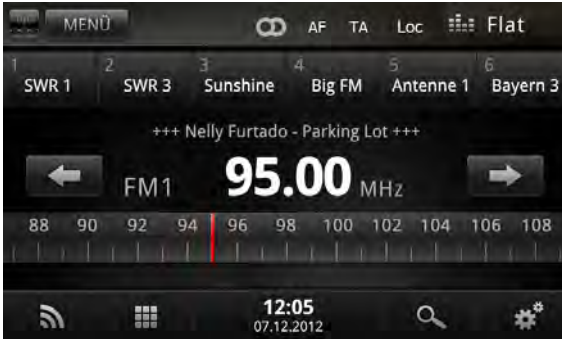 MENÜ AF TA Loc Flat
1 2 3 4 5 6
SWR 1 SWR 3 Sunshine Big FM Antenne 1 Bayern 3
+++ Nelly Furtado - Parking Lot +++
FM1 95.00 MHz
88 90 92 94 96 98 100 102 104 106 108
12:05
07.12.2012